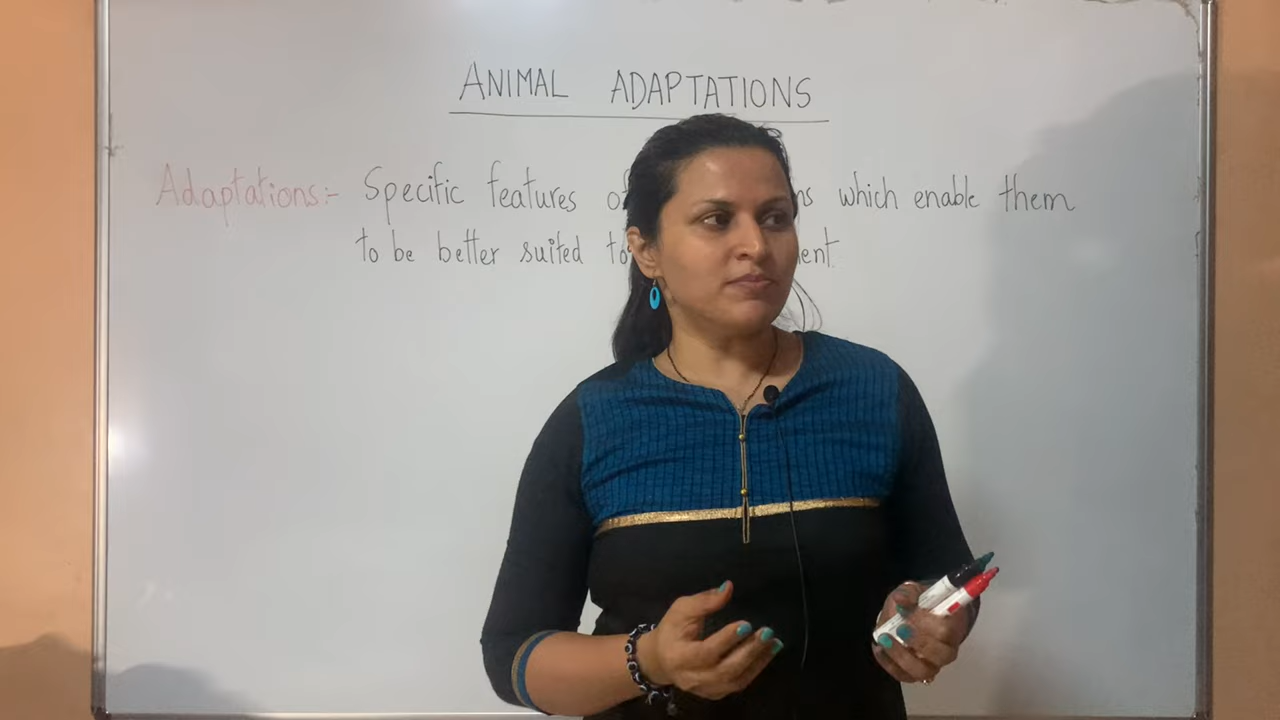 ANIMAL ADAPTATIONS
Adaptations:- Specific features of which enable them
to be better suited to